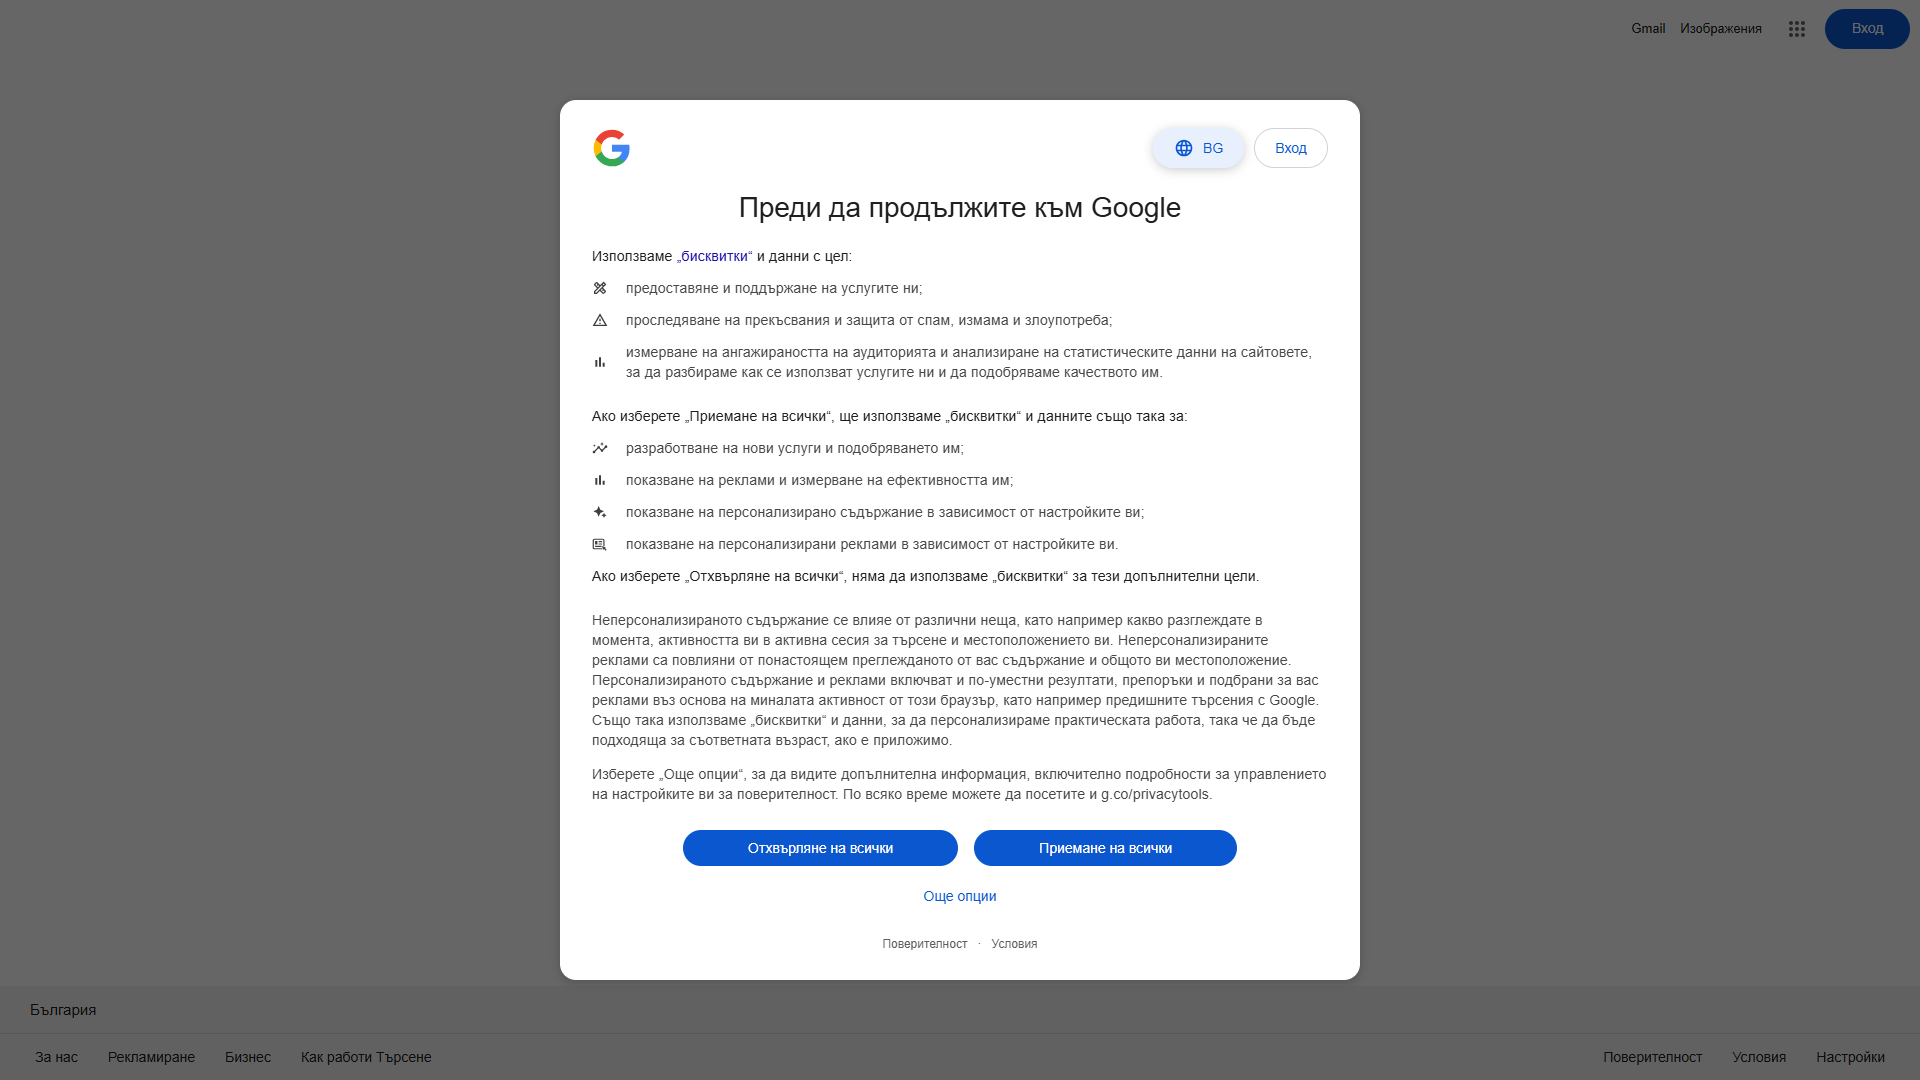 Gmail Изображения Вход
BG Вход
Преди да продължите към Google
Използваме „бисквитки“ и данни с цел:
предоставяне и поддържане на услугите ни;
проследяване на прекъсвания и защита от спам, измама и злоупотреба;
измерване на ангажираността на аудиторията и анализиране на статистическите данни на сайтовете,
за да разбираме как се използват услугите ни и да подобряваме качеството им.
Ако изберете „Приемане на всички“, ще използваме „бисквитки“ и данните също така за:
разработване на нови услуги и подобряването им;
показване на реклами и измерване на ефективността им;
показване на персонализирано съдържание в зависимост от настройките ви;
показване на персонализирани реклами в зависимост от настройките ви.
Ако изберете „Отхвърляне на всички“, няма да използваме „бисквитки“ за тези допълнителни цели.
Неперсонализираното съдържание се влияе от различни неща, като например какво разглеждате в
момента, активността ви в активна сесия за търсене и местоположението ви. Неперсонализираните
реклами са повлияни от понастоящем преглежданото от вас съдържание и общото ви местоположение.
Персонализираното съдържание и реклами включват и по-уместни резултати, препоръки и подбрани за вас
реклами въз основа на миналата активност от този браузър, като например предишните търсения с Google.
Също така използваме „бисквитки“ и данни, за да персонализираме практическата работа, така че да бъде
подходяща за съответната възраст, ако е приложимо.
Изберете „Още опции“, за да видите допълнителна информация, включително подробности за управлението
на настройките ви за поверителност. По всяко време можете да посетите и g.co/privacytools.
Отхвърляне на всички Приемане на всички
Още опции
Поверителност · Условия
България
За нас Рекламиране Бизнес Как работи Търсене Поверителност Условия Настройки